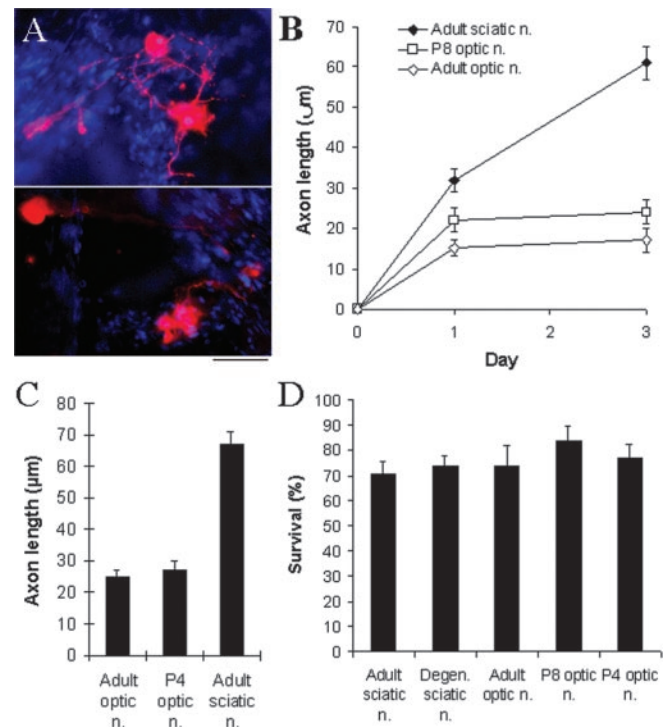 A
B
Adult sciatic n.
P8 optic n.
Adult optic n.
70
60
50
40
30
20
10
0
Axon length (μm)
0
1
2
3
Day
C
80
70
60
50
40
30
20
10
0
Axon length (µm)
Adult optic n.
P4 optic n.
Adult sciatic n.
D
100
90
80
70
60
50
40
30
20
10
0
Survival (%)
Adult sciatic n.
Degen. sciatic n.
Adult optic n.
P8 optic n.
P4 optic n.